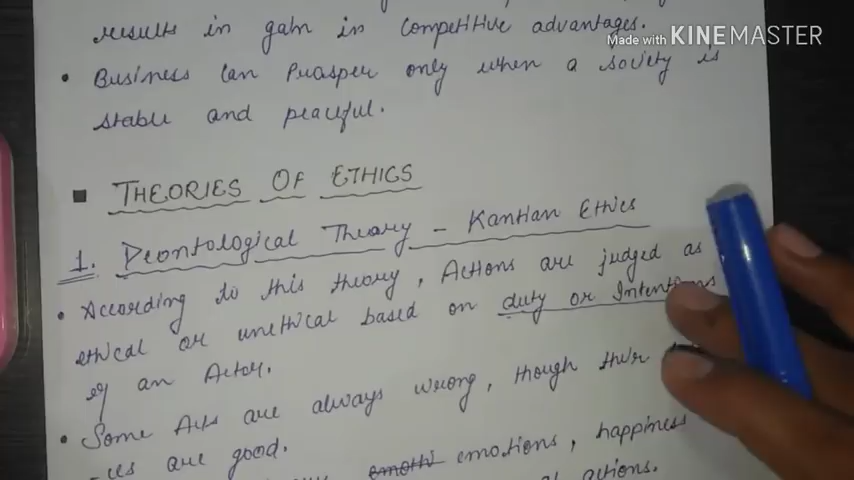 results in gain in competitive advantages.
Made with KINEMASTER
• Business can Prosper only when a society is
stable and peaceful.
■ THEORIES OF ETHICS
1. Deontological Theory - Kantian Ethics
• According to this theory, Actions are judged as
ethical or unethical based on duty or Intentions
of an Actor.
• Some Acts are always wrong, though their
-ces are good.
emotions, happiness
actions.